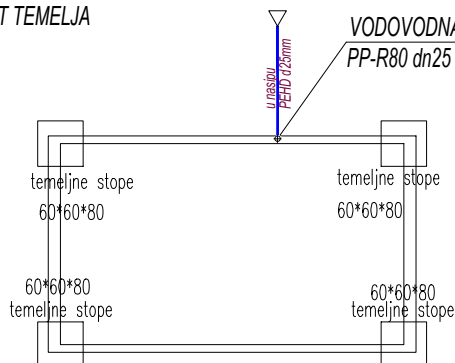 T TEMELJA
VODOVODNA
PP-R80 dn25
u nasipu
PEHD d25mm
temeljne stope
60*60*80
temeljne stope
60*60*80
60*60*80
temeljne stope
60*60*80
temeljne stope